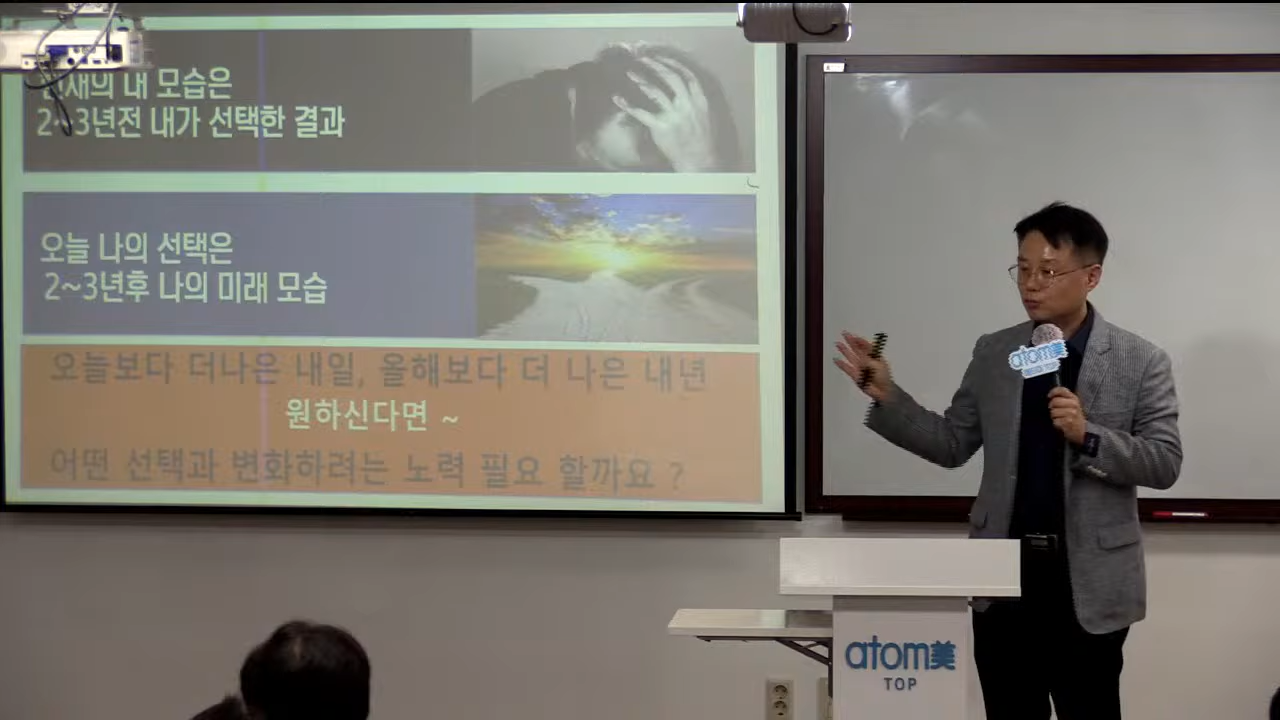 내 모습은
2~3년전 내가 선택한 결과
오늘 나의 선택은
2~3년후 나의 미래 모습
오늘보다 더나은 내일, 올해보다 더 나은 내년
원하신다면 ~
어떤 선택과 변화하려는 노력 필요 할까요 ?
atom美
atom美
TOP